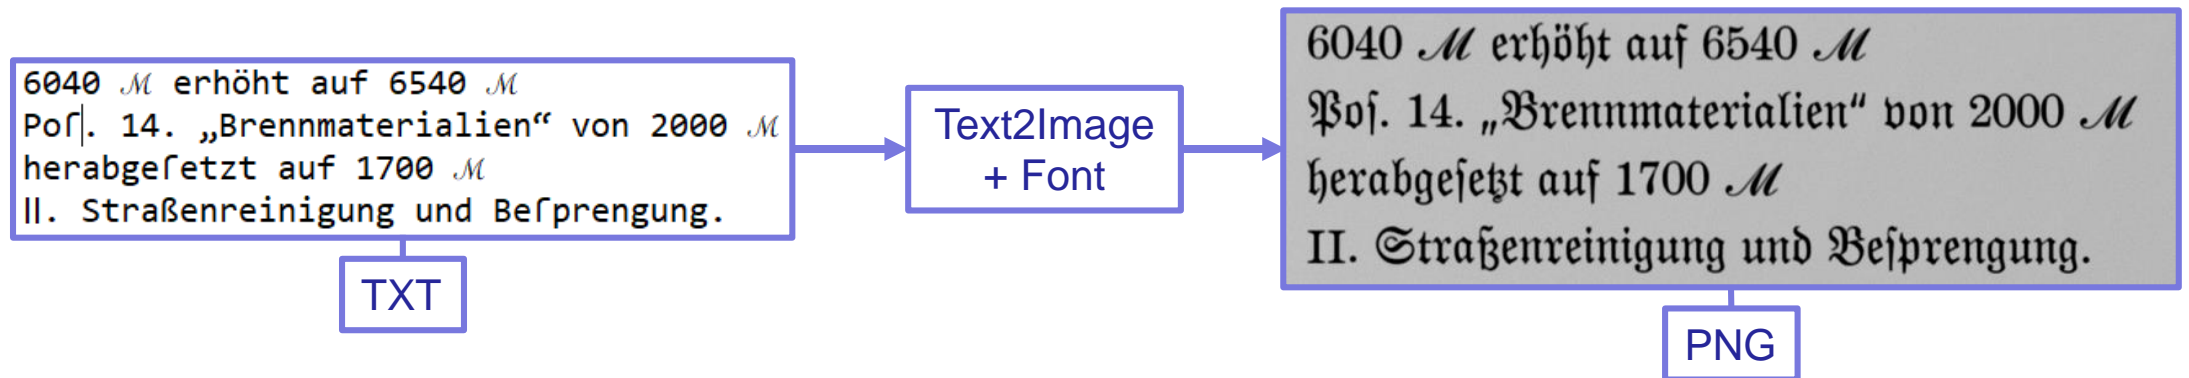 6040 ℳ erhöht auf 6540 ℳ
Poſ. 14. „Brennmaterialien“ von 2000 ℳ
herabgeſetzt auf 1700 ℳ
II. Straßenreinigung und Beſprengung.
TXT
Text2Image
+ Font
6040 ℳ erhöht auf 6540 ℳ
Poſ. 14. „Brennmaterialien“ von 2000 ℳ
herabgeſetzt auf 1700 ℳ
II. Straßenreinigung und Beſprengung.
PNG